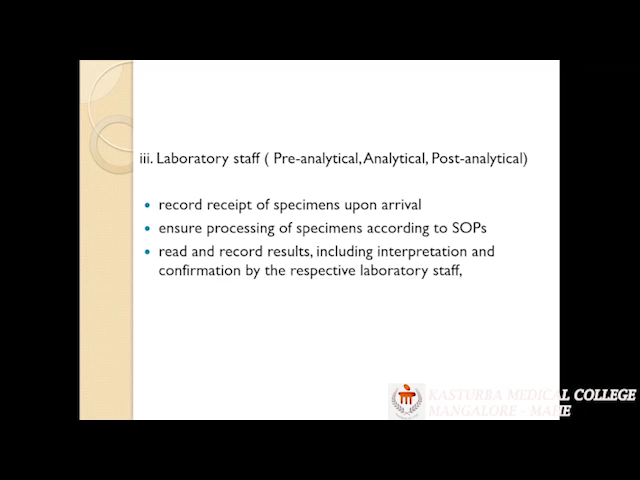 iii. Laboratory staff ( Pre-analytical, Analytical, Post-analytical)
record receipt of specimens upon arrival
ensure processing of specimens according to SOPs
read and record results, including interpretation and
confirmation by the respective laboratory staff,
KASTURBA MEDICAL COLLEGE
MANGALORE - MAHE